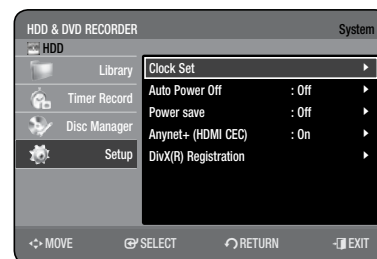 HDD & DVD RECORDER System
HDD
Library
Timer Record
Disc Manager
Setup
Clock Set
Auto Power Off : Off
Power save : Off
Anynet+ (HDMI CEC) : On
DivX(R) Registration
MOVE SELECT RETURN EXIT